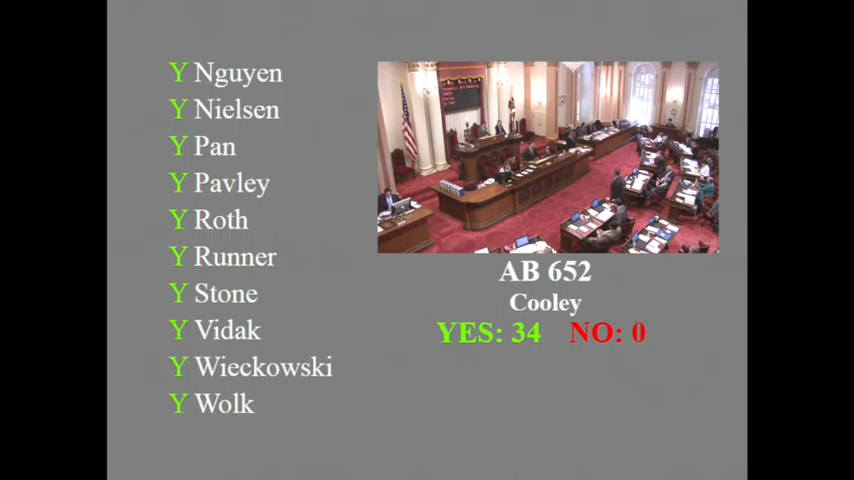 Y Nguyen
Y Nielsen
Y Pan
Y Pavley
Y Roth
Y Runner
Y Stone
Y Vidak
Y Wieckowski
Y Wolk
AB 652
Cooley
YES: 34 NO: 0